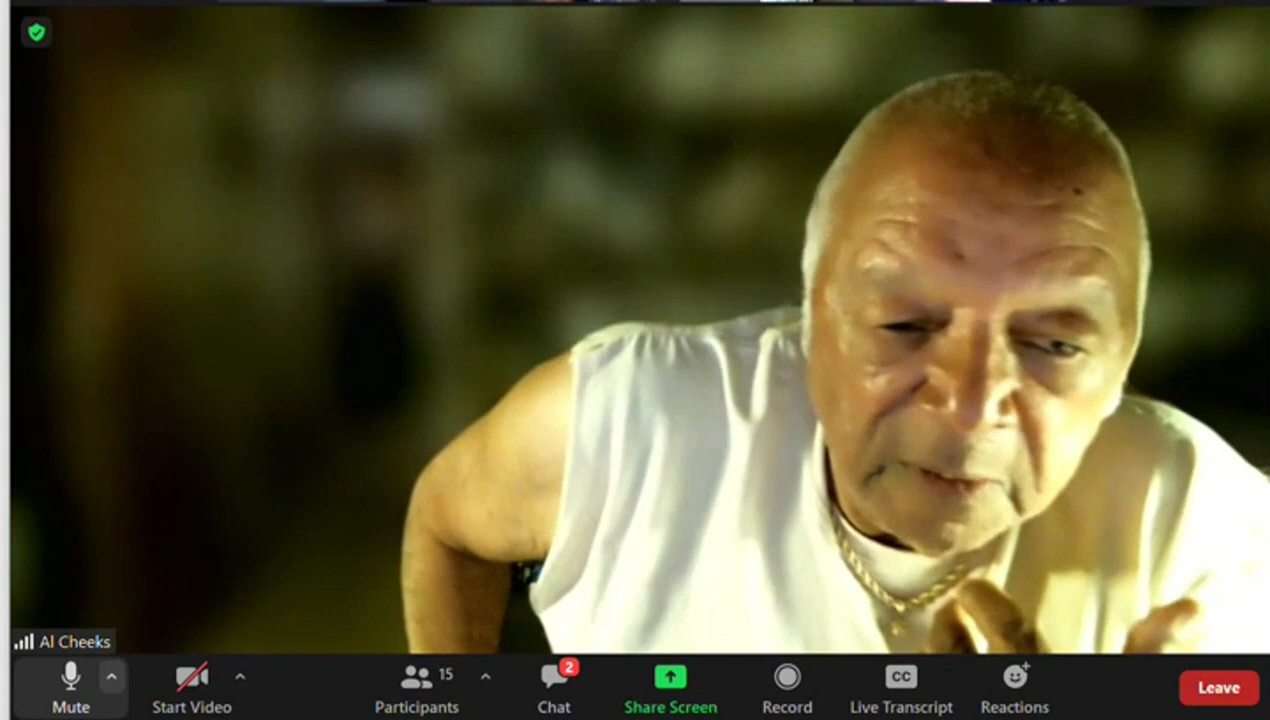 Al Cheeks
15
2
CC
Mute
Start Video
Participants
Chat
Share Screen
Record
Live Transcript
Reactions
Leave